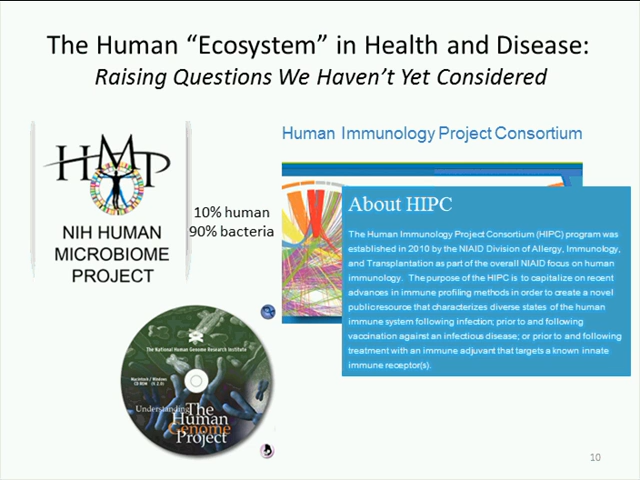 The Human “Ecosystem” in Health and Disease:
Raising Questions We Haven’t Yet Considered
HMP
NIH HUMAN
MICROBIOME
PROJECT
10% human
90% bacteria
Human Immunology Project Consortium
About HIPC
The Human Immunology Project Consortium (HIPC) program was
established in 2010 by the NIAID Division of Allergy, Immunology,
and Transplantation as part of the overall NIAID focus on human
immunology. The purpose of the HIPC is to capitalize on recent
advances in immune profiling methods in order to create a novel
public resource that characterizes diverse states of the human
immune system following infection; prior to and following
vaccination against an infectious disease; or prior to and following
treatment with an immune adjuvant that targets a known innate
immune receptor(s).
The National Human Genome Research Institute
Macintosh / Windows
CD-ROM
Understanding
The
Human
Genome
Project
10